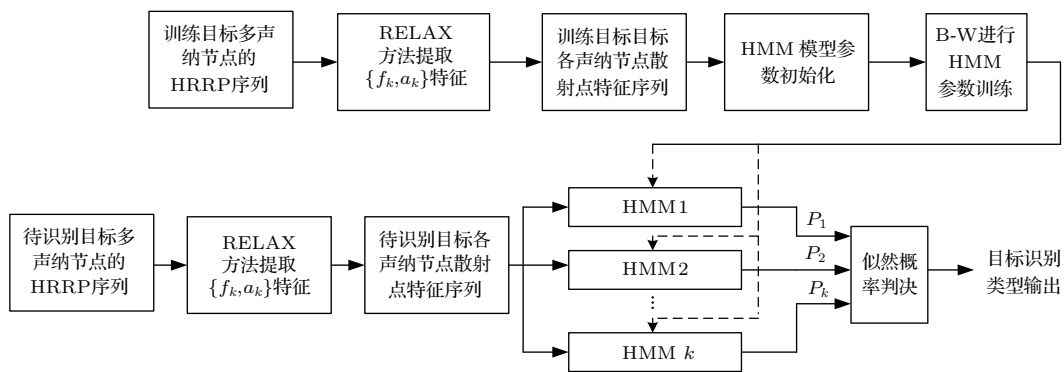 训练目标多声
纳节点的
HRRP序列
RELAX
方法提取
{f_k,a_k}特征
训练目标目标
各声纳节点散
射点特征序列
HMM 模型参
数初始化
B-W进行
HMM
参数训练
待识别目标多
声纳节点的
HRRP序列
RELAX
方法提取
{f_k,a_k}特征
待识别目标各
声纳节点散射
点特征序列
HMM1
HMM2
...
HMM k
P_1
P_2
P_k
似然概
率判决
目标识别
类型输出